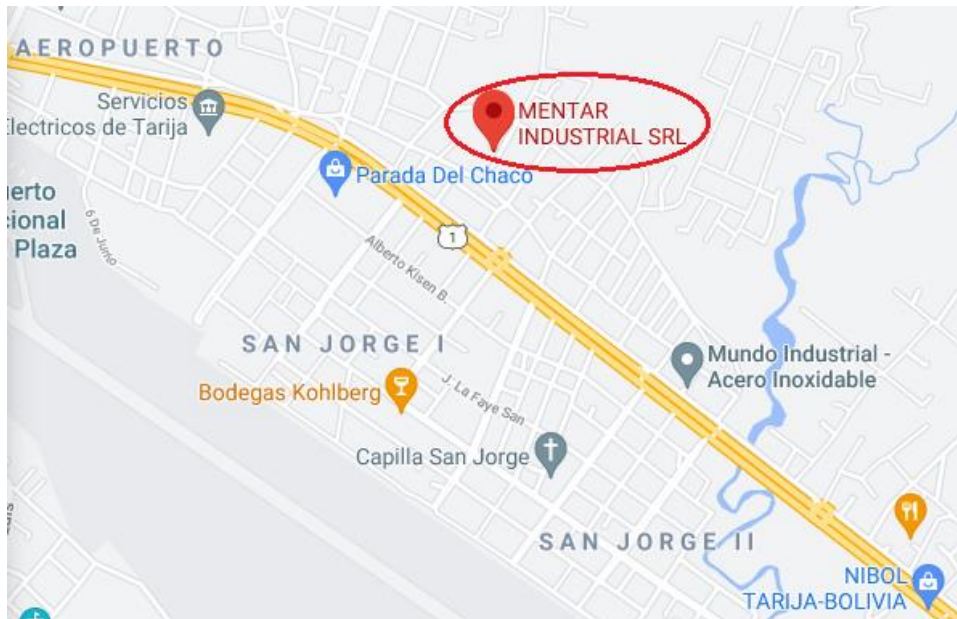 AEROPUERTO
Servicios
Electricos de Tarija
MENTAR
INDUSTRIAL SRL
Parada Del Chaco
erto
ional
Plaza
6 De Junio
1
Alberto Kisen B.
SAN JORGE I
Mundo Industrial -
Acero Inoxidable
Bodegas Kohlberg
J. La Faye San
Capilla San Jorge
SAN JORGE II
NIBOL
TARIJA-BOLIVIA